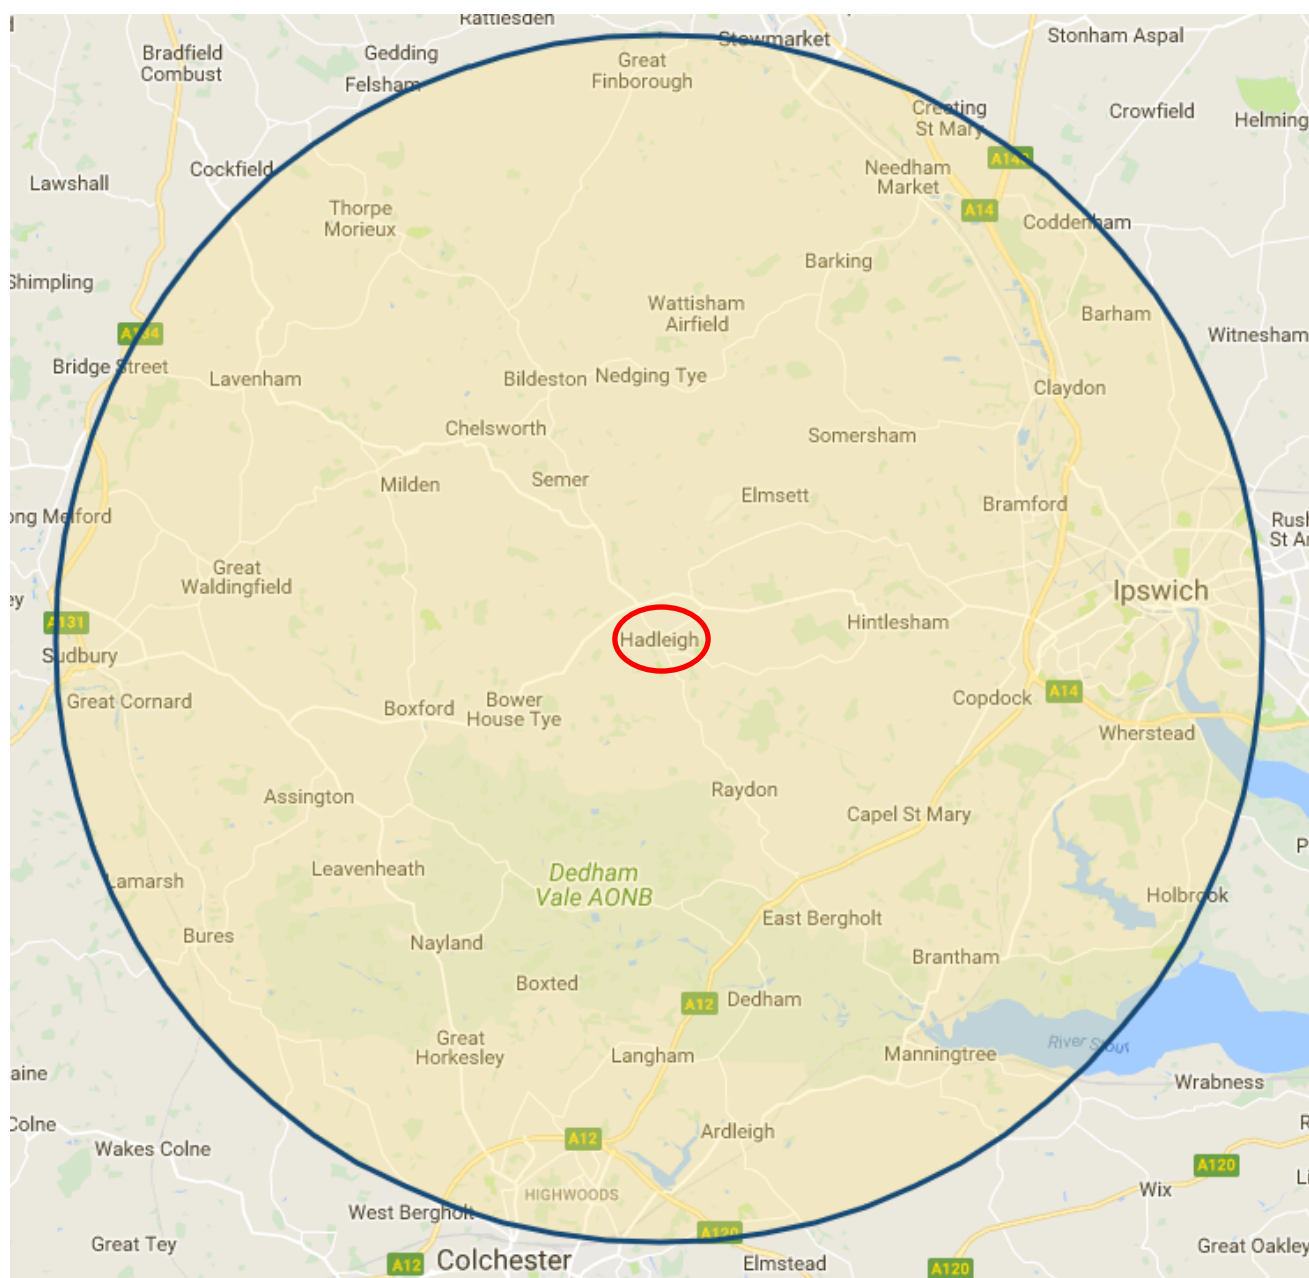 Rattlesden
Stowmarket
Stonham Aspal
Bradfield
Combust
Gedding
Felsham
Great
Finborough
Creeting
St Mary
Crowfield
Helming
Cockfield
Lawshall
A140
Needham
Market
A14
Thorpe
Morieux
Coddenham
Barking
Shimpling
Wattisham
Airfield
Barham
A134
Witnesham
Bridge Street
Lavenham
Bildeston
Nedging Tye
Claydon
Chelsworth
Somersham
Milden
Semer
Elmsett
Bramford
ong Melford
Rush
St A
Great
Waldingfield
Ipswich
ey
A131
Hintlesham
Hadleigh
Sudbury
Great Cornard
Boxford
Bower
House Tye
Copdock
A14
Wherstead
Assington
Raydon
Capel St Mary
P
Leavenheath
Dedham
Vale AONB
Lamarsh
Holbrook
East Bergholt
Bures
Nayland
Brantham
Boxted
A12
Dedham
Great
Horkesley
Langham
Manningtree
River Stour
aine
Wrabness
Colne
R
Wakes Colne
A12
Ardleigh
A120
Li
HIGHWOODS
Wix
West Bergholt
A120
Great Tey
Great Oakley
A12
Colchester
Elmstead
A120